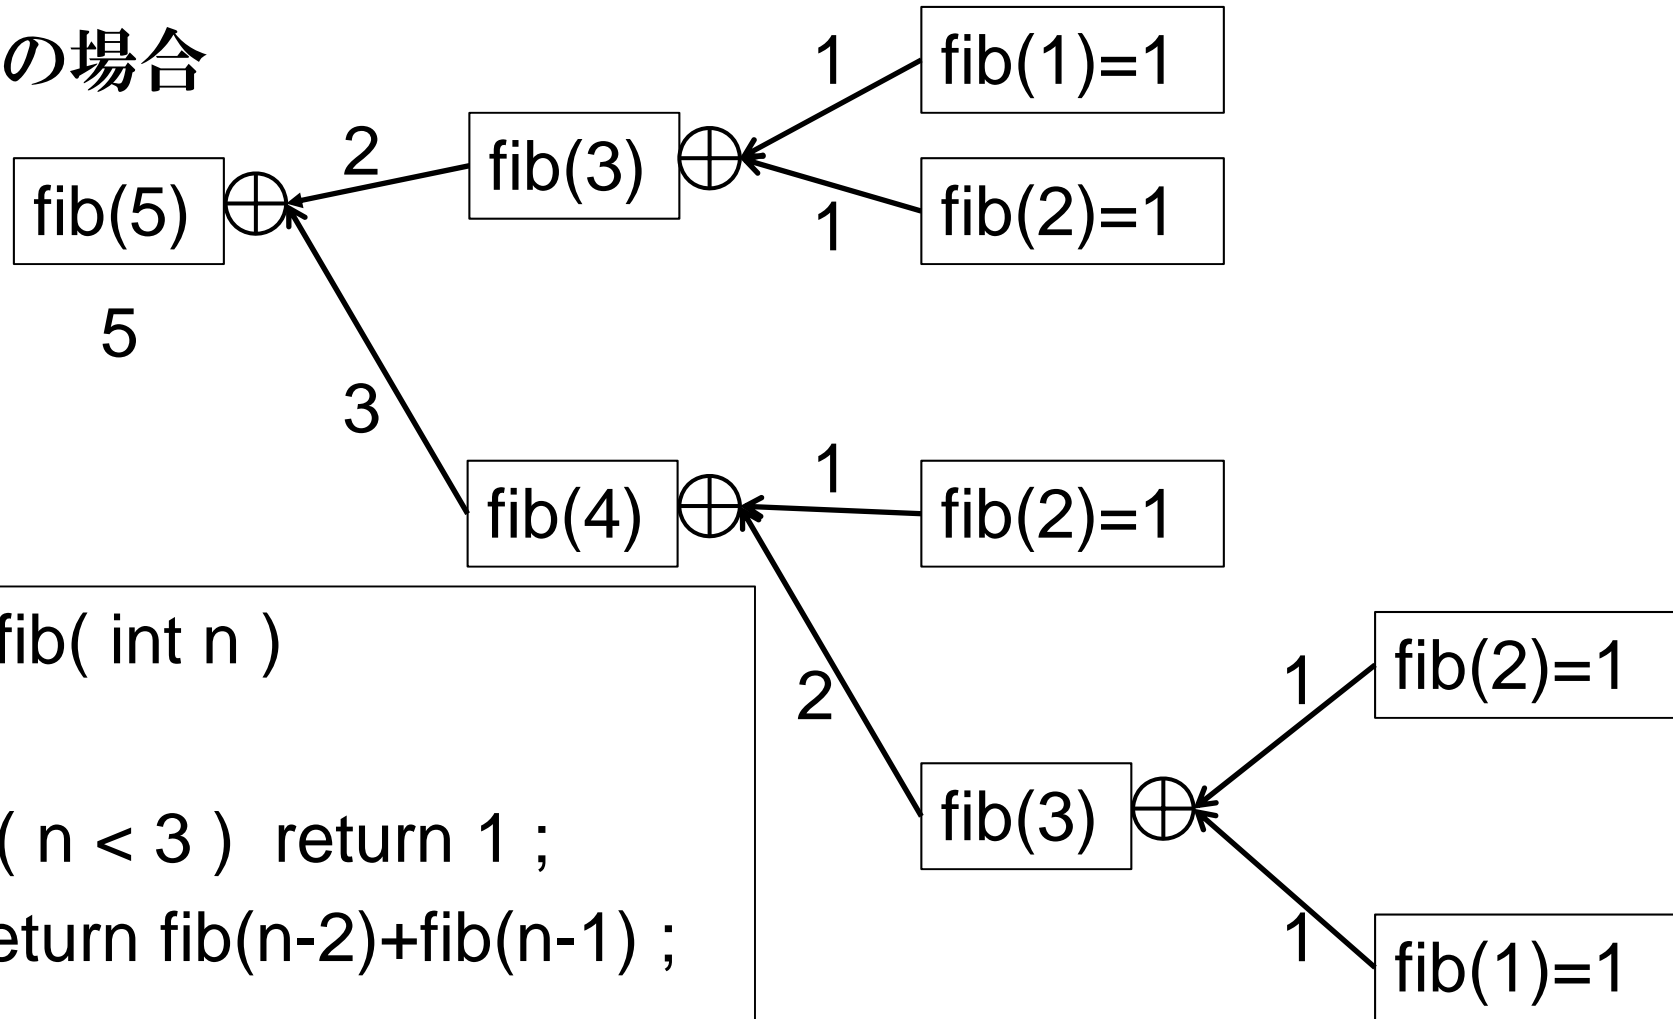 の場合
fib(5)
5
2
3
fib(3)
1
1
fib(1)=1
fib(2)=1
fib(4)
1
2
fib(2)=1
fib(3)
1
1
fib(2)=1
fib(1)=1
fib( int n )
( n < 3 ) return 1 ;
eturn fib(n-2)+fib(n-1) ;